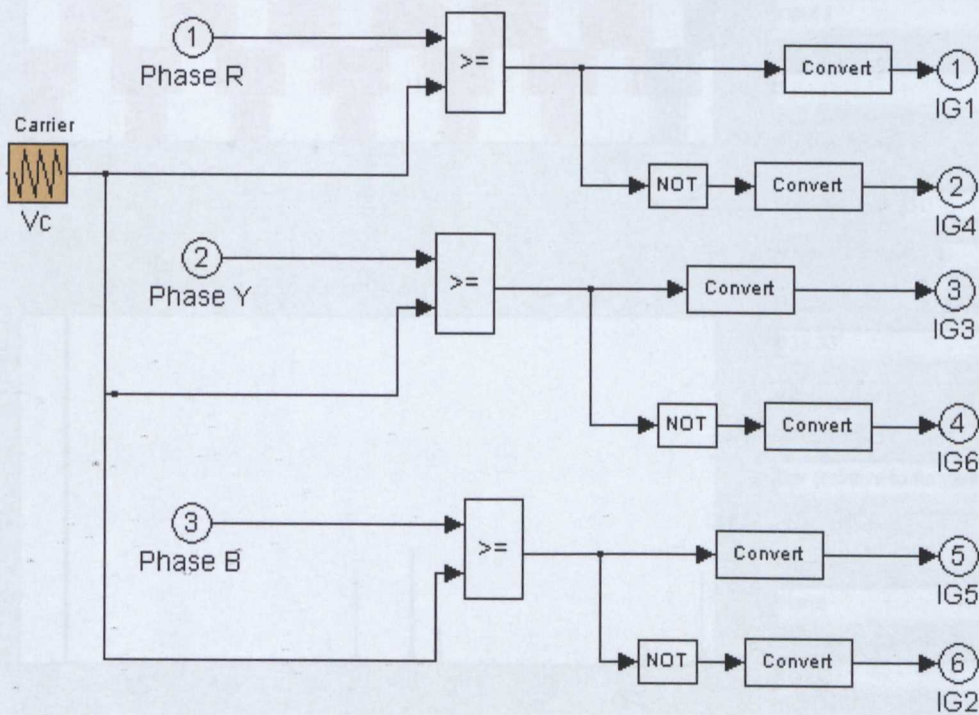 1
Phase R
>=
Convert
1
IG1
Carrier
Vc
NOT
Convert
2
IG4
2
Phase Y
>=
Convert
3
IG3
NOT
Convert
4
IG6
3
Phase B
>=
Convert
5
IG5
NOT
Convert
6
IG2